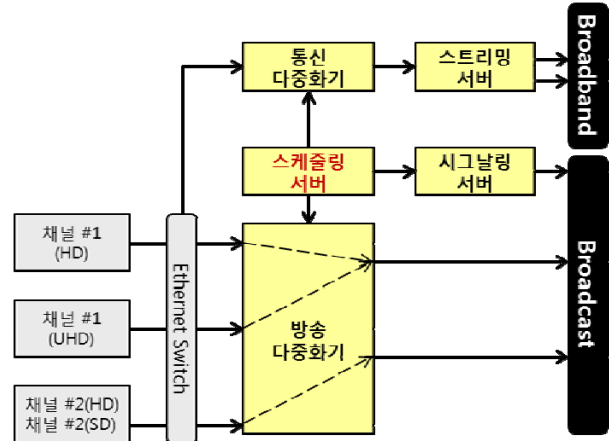 통신
다중화기
스트리밍
서버
Broadband
스케줄링
서버
시그날링
서버
채널 #1
(HD)
채널 #1
(UHD)
채널 #2(HD)
채널 #2(SD)
Ethernet Switch
방송
다중화기
Broadcast